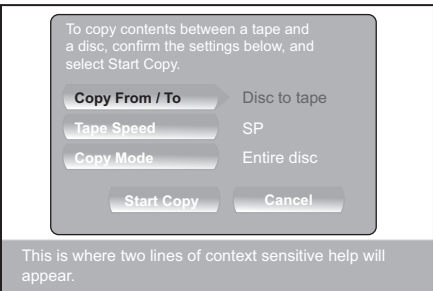 To copy contents between a tape and
a disc, confirm the settings below, and
select Start Copy.
Copy From / To Disc to tape
Tape Speed SP
Copy Mode Entire disc
Start Copy Cancel
This is where two lines of context sensitive help will
appear.